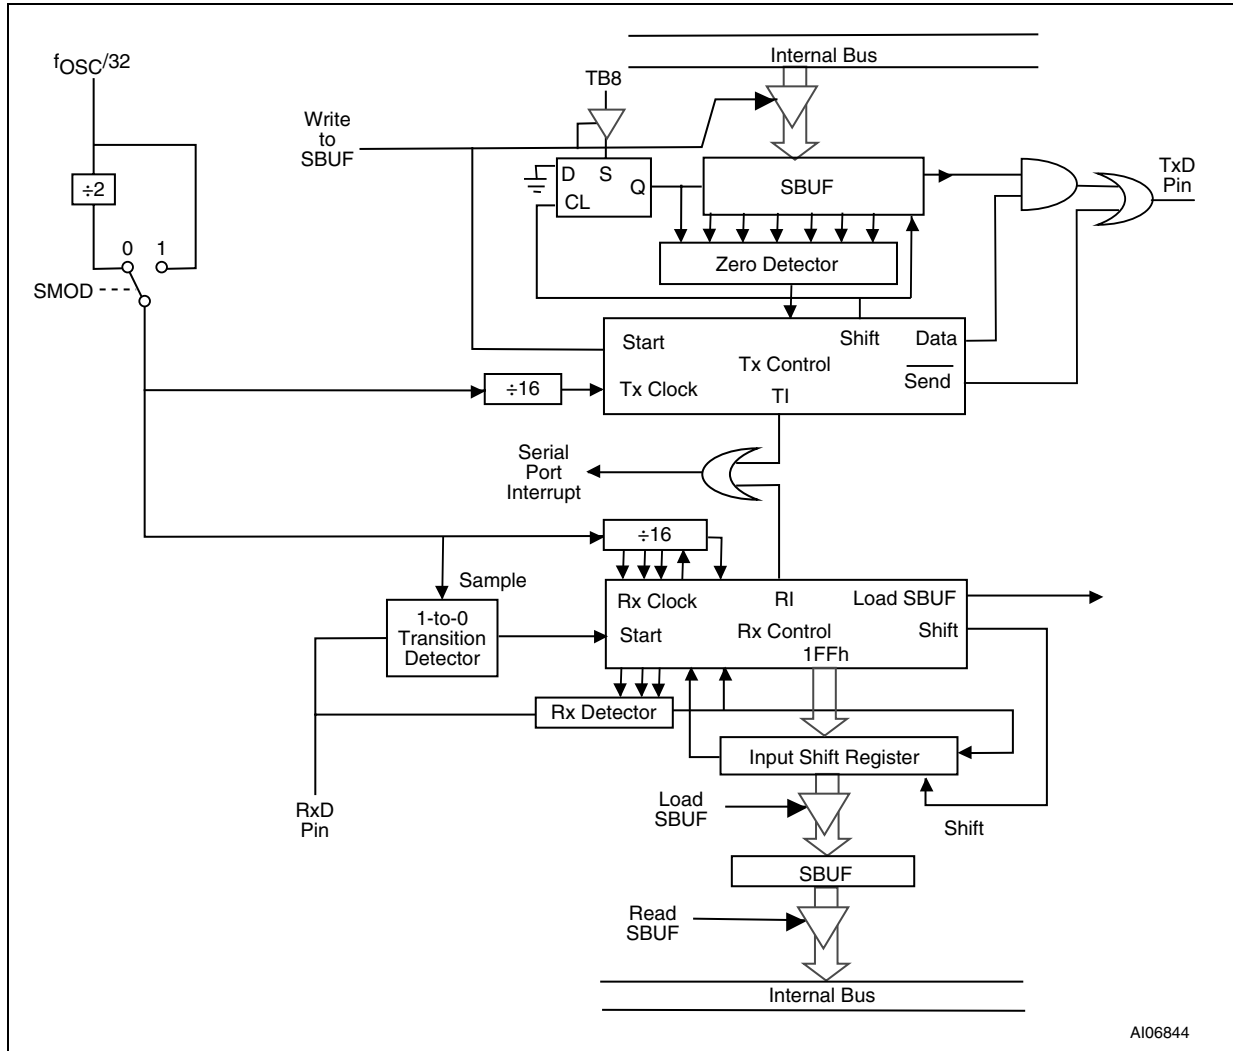 fOSC/32
÷2
0 1
SMOD
Internal Bus
TB8
Write
to
SBUF
D S
Q
CL
SBUF
TxD
Pin
Zero Detector
Start
Shift
Data
Tx Control
Send
Tx Clock
TI
÷16
Serial
Port
Interrupt
÷16
Sample
1-to-0
Transition
Detector
Rx Clock
RI
Load SBUF
Start
Rx Control
Shift
1FFh
Rx Detector
Input Shift Register
RxD
Pin
Load
SBUF
Shift
SBUF
Read
SBUF
Internal Bus
AI06844